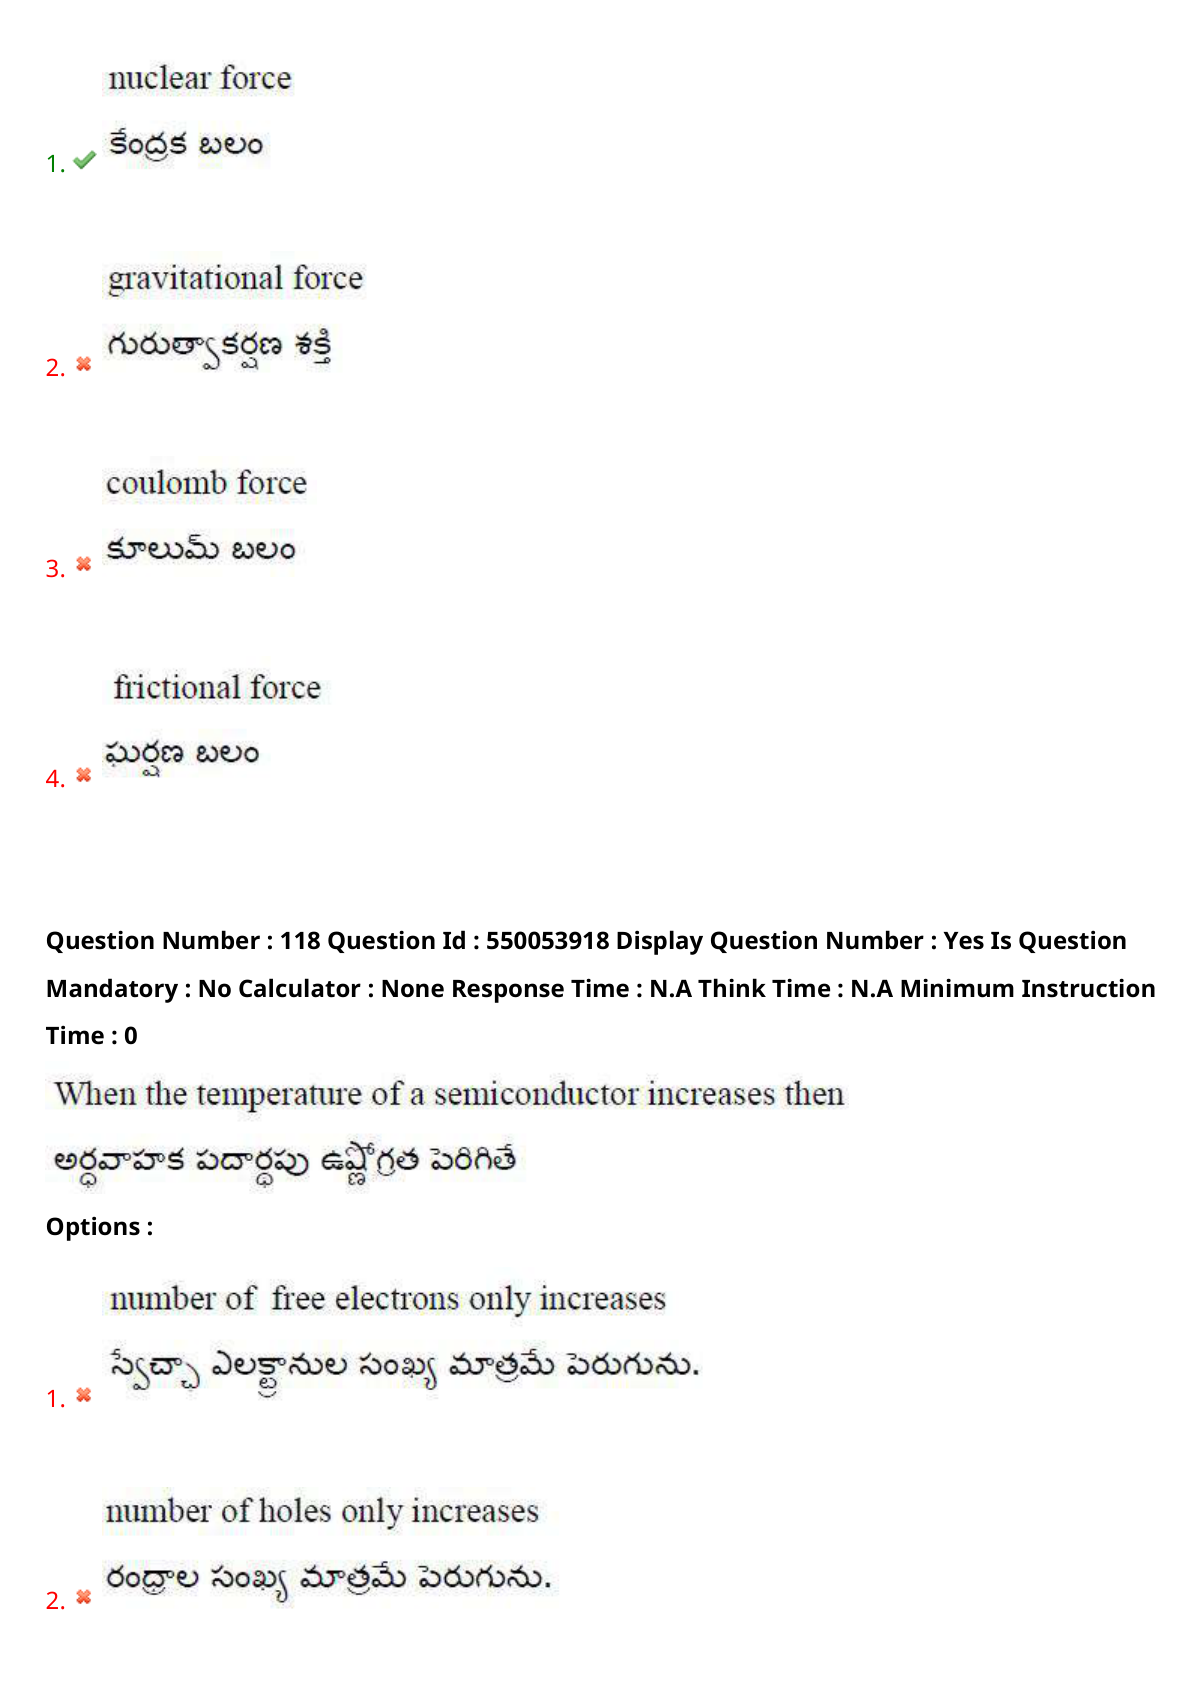 nuclear force
కేంద్రక బలం
1.
gravitational force
గురుత్వాకర్షణ శక్తి
2.
coulomb force
కూలుమ్ బలం
3.
frictional force
ఘర్షణ బలం
4.
Question Number : 118 Question Id : 550053918 Display Question Number : Yes Is Question
Mandatory : No Calculator : None Response Time : N.A Think Time : N.A Minimum Instruction
Time : 0
When the temperature of a semiconductor increases then
అర్ధవాహక పదార్ధపు ఉష్ణోగ్రత పెరిగితే
Options :
number of free electrons only increases
స్వేచ్ఛా ఎలక్ట్రానుల సంఖ్య మాత్రమే పెరుగును.
1.
number of holes only increases
రంధ్రాల సంఖ్య మాత్రమే పెరుగును.
2.